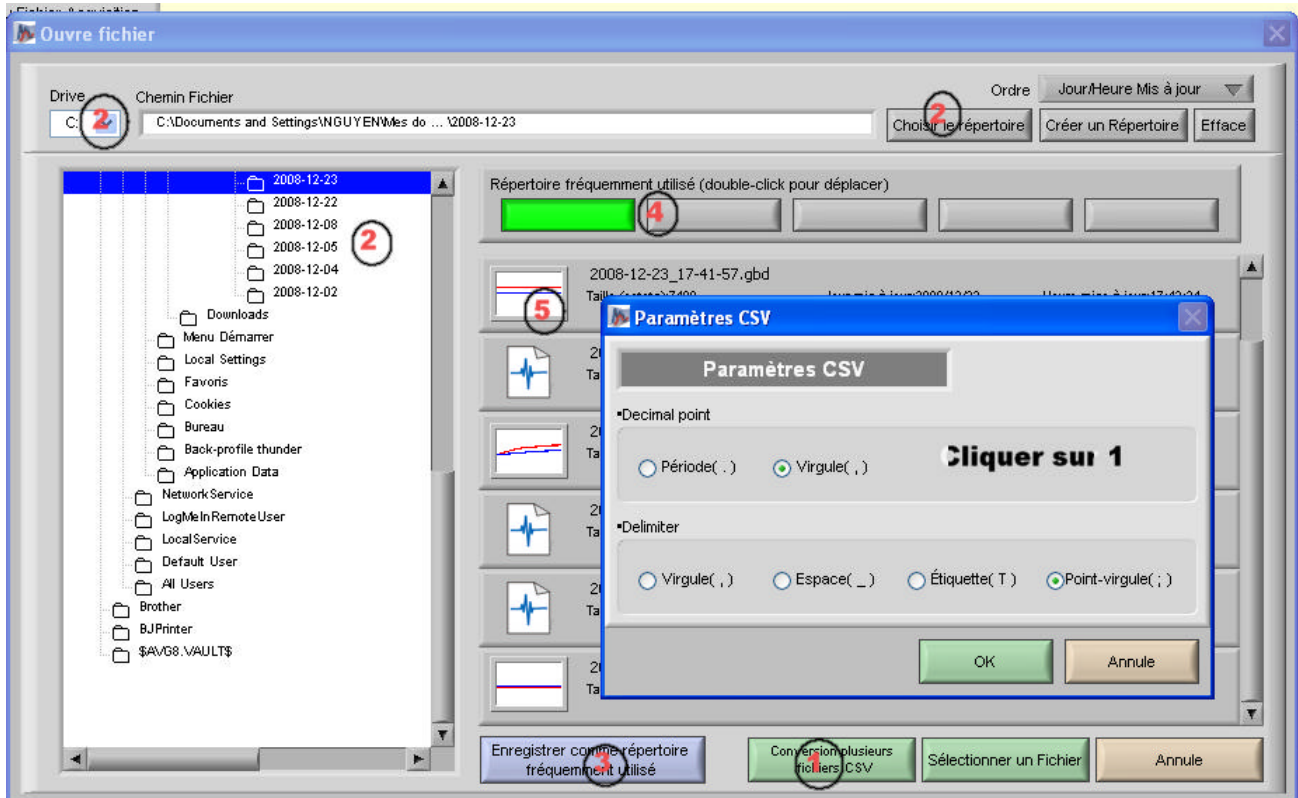 Fichier Acquisition
Ouvre fichier
Drive
Chemin Fichier
Ordre
Jour/Heure Mis à jour
C:
2
C:\Documents and Settings\NGUYEN\Mes do ... \2008-12-23
2
Choisir le répertoire
Créer un Répertoire
Efface
2008-12-23
2008-12-22
2008-12-08
2008-12-05
2008-12-04
2008-12-02
2
Downloads
Menu Démarrer
Local Settings
Favoris
Cookies
Bureau
Back-profile thunder
Application Data
NetworkService
LogMeInRemoteUser
LocalService
Default User
All Users
Brother
BJPrinter
$AVG8.VAULT$
Répertoire fréquemment utilisé (double-click pour déplacer)
4
2008-12-23_17-41-57.gbd
5
Paramètres CSV
Paramètres CSV
Decimal point
Période( . )
Virgule( , )
Cliquer sur 1
Delimiter
Virgule( , )
Espace( _ )
Étiquette( T )
Point-virgule( ; )
OK
Annule
Enregistrer comme répertoire
fréquemment utilisé
3
Conversion plusieurs
fichiers CSV
1
Sélectionner un Fichier
Annule